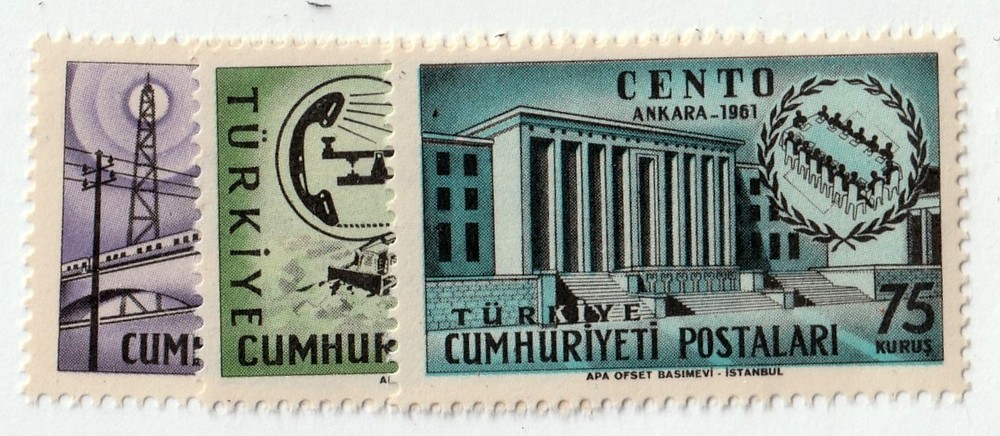 CUM
TÜRKİYE
CUMHUR
A
CENTO
ANKARA-1961
TÜRKİYE
75
CUMHURİYETİ POSTALARI KURUŞ
APA OFSET BASIMEVİ - İSTANBUL